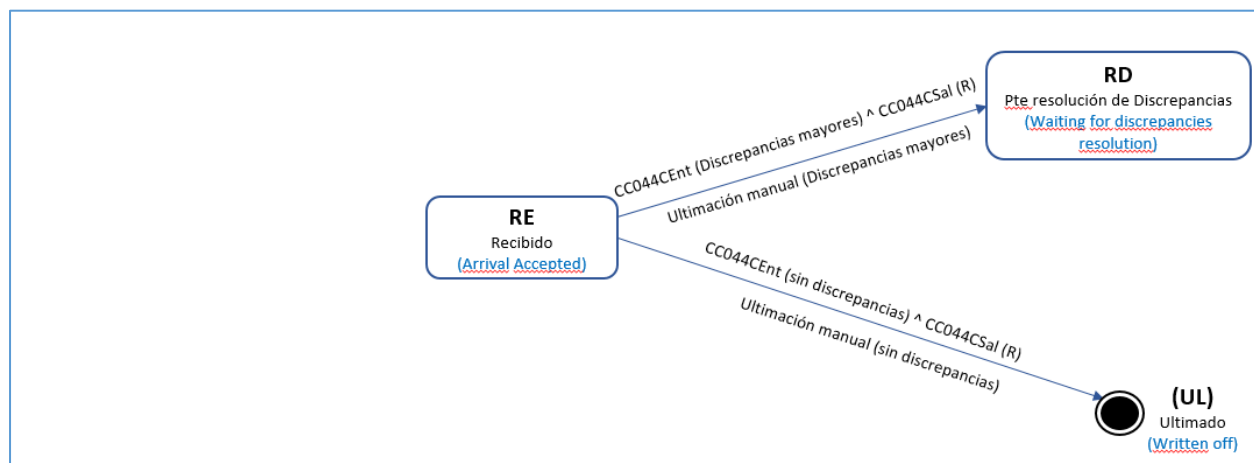 RD
Pte resolución de Discrepancias
(Waiting for discrepancies
resolution)
CC044CEnt (Discrepancias mayores) ^ CC044CSal (R)
Ultimación manual (Discrepancias mayores)
RE
Recibido
(Arrival Accepted)
CC044CEnt (sin discrepancias) ^ CC044CSal (R)
Ultimación manual (sin discrepancias)
(UL)
Ultimado
(Written off)